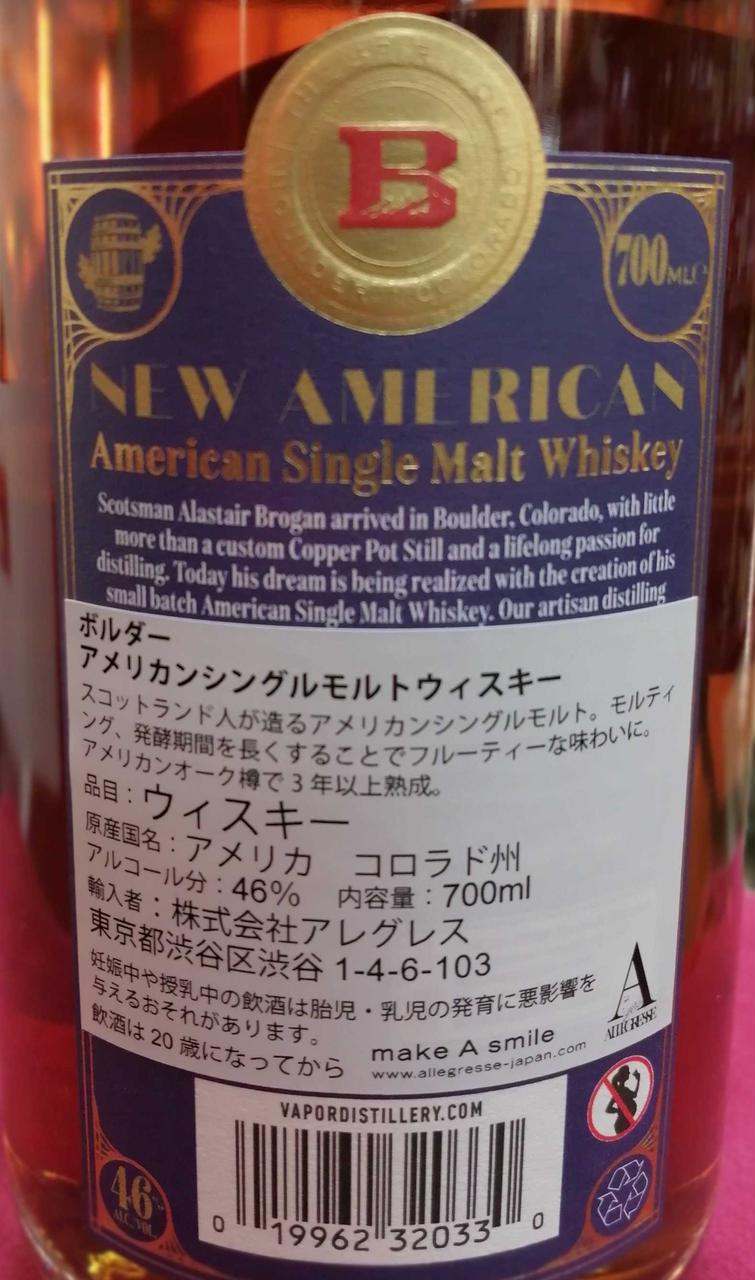 B
700ML
NEW AMERICAN
American Single Malt Whiskey
Scotsman Alastair Brogan arrived in Boulder, Colorado, with little
more than a custom Copper Pot Still and a lifelong passion for
distilling. Today his dream is being realized with the creation of his
small batch American Single Malt Whiskey. Our artisan distilling
ボルダー
アメリカンシングルモルトウィスキー
スコットランド人が造るアメリカンシングルモルト。モルティ
ング、発酵期間を長くすることでフルーティーな味わいに。
アメリカンオーク樽で3年以上熟成。
品目：ウィスキー
原産国名：アメリカ　コロラド州
アルコール分：46%　内容量：700ml
輸入者：株式会社アレグレス
東京都渋谷区渋谷 1-4-6-103
妊娠中や授乳中の飲酒は胎児・乳児の発育に悪影響を
与えるおそれがあります。
飲酒は 20 歳になってから
make A smile
www.allegresse-japan.com
A
ALLEGRESSE
VAPORDISTILLERY.COM
0 19962 32033 0
46%
ALC. VOL.